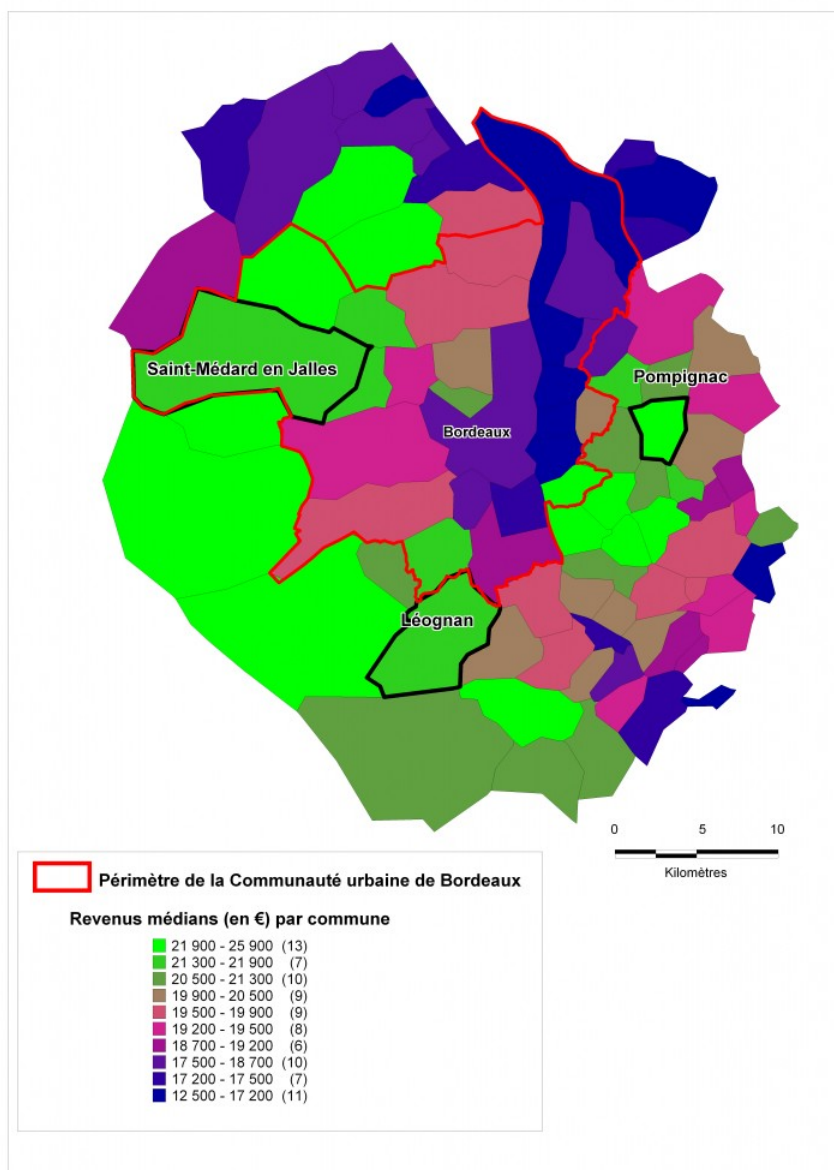 Saint-Médard en Jalles
Pompignac
Bordeaux
Léognan
0 5 10
Kilomètres
Périmètre de la Communauté urbaine de Bordeaux
Revenus médians (en €) par commune
21 900 - 25 900 (13)
21 300 - 21 900 (7)
20 500 - 21 300 (10)
19 900 - 20 500 (9)
19 500 - 19 900 (9)
19 200 - 19 500 (8)
18 700 - 19 200 (6)
17 500 - 18 700 (10)
17 200 - 17 500 (7)
12 500 - 17 200 (11)